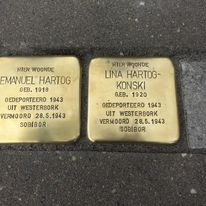 HIER WOONDE
EMANUEL HARTOG
GEB. 1918
GEDEPORTEERD 1943
UIT WESTERBORK
VERMOORD 28.5.1943
SOBIBOR
HIER WOONDE
LINA HARTOG-
KONSKI
GEB. 1920
GEDEPORTEERD 1943
UIT WESTERBORK
VERMOORD 28.5.1943
SOBIBOR